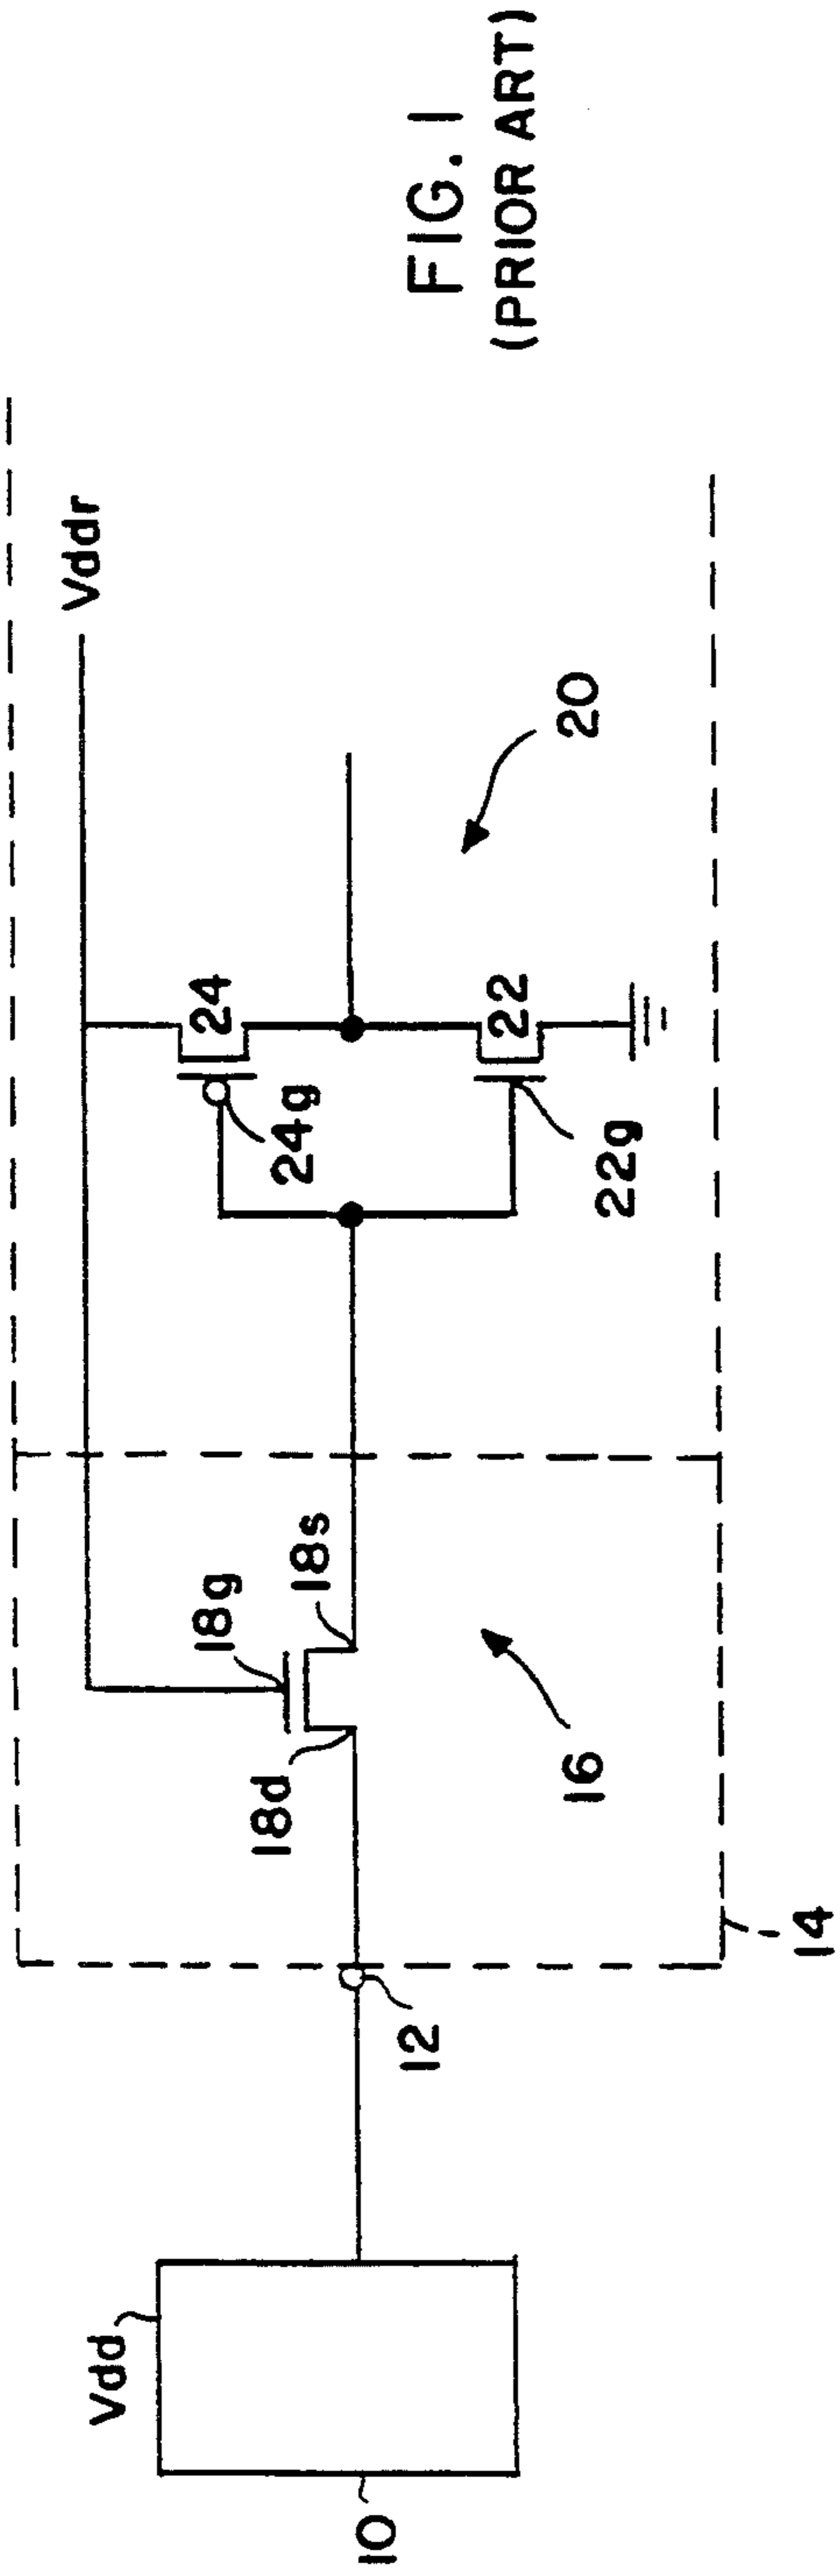 Vddr
Vdd
18g
18s
18d
24
24g
22
22g
20
16
12
14
10
FIG. 1
(PRIOR ART)